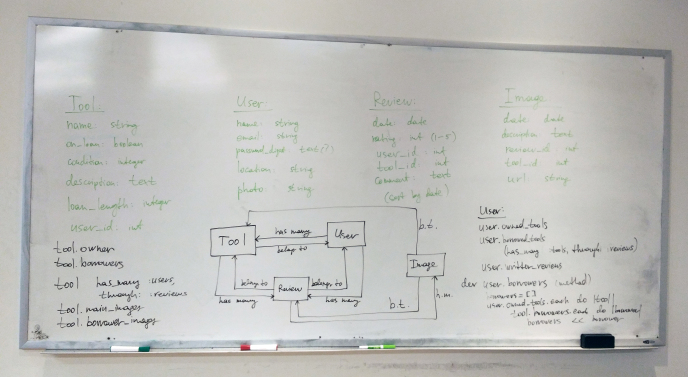 Tool
name: string
on_loan: boolean
condition: integer
description: text
loan_length: integer
user_id: int
User
name: string
email: string
password_digest: text(?)
location: string
photo: string
Review
date: date
rating: int (1-5)
user_id: int
tool_id: int
comment: text
(sort by date)
Image
date: date
description: text
review_id: int
tool_id: int
url: string
tool.owner
tool.borrowers
tool has_many :users,
through: :reviews
tool.main_images
tool.borrower_images
Tool
has many
belong to
User
belong to
has many
Review
belong to
has many
Image
b.t.
b.t.
h.m.
User:
user.owned_tools
user.borrowed_tools
(has_many tools, through: reviews)
user.written_reviews
user.borrowers (method)
borrowers = []
user.owned_tools.each do |tool|
tool.borrowers.each do |borrower|
borrowers << borrower